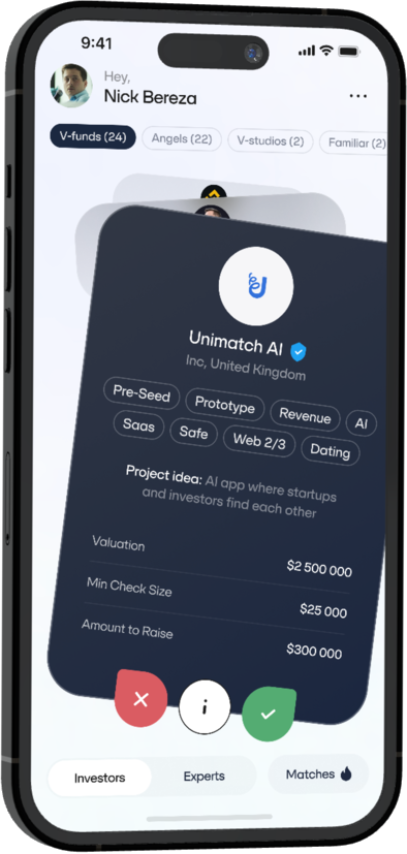 9:41
Hey,
Nick Bereza
V-funds (24) Angels (22) V-studios (2) Familiar (2)
Unimatch AI
Inc, United Kingdom
Pre-Seed Prototype Revenue AI
Saas Safe Web 2/3 Dating
Project idea: AI app where startups
and investors find each other
Valuation $2 500 000
Min Check Size $25 000
Amount to Raise $300 000
i
Investors Experts Matches